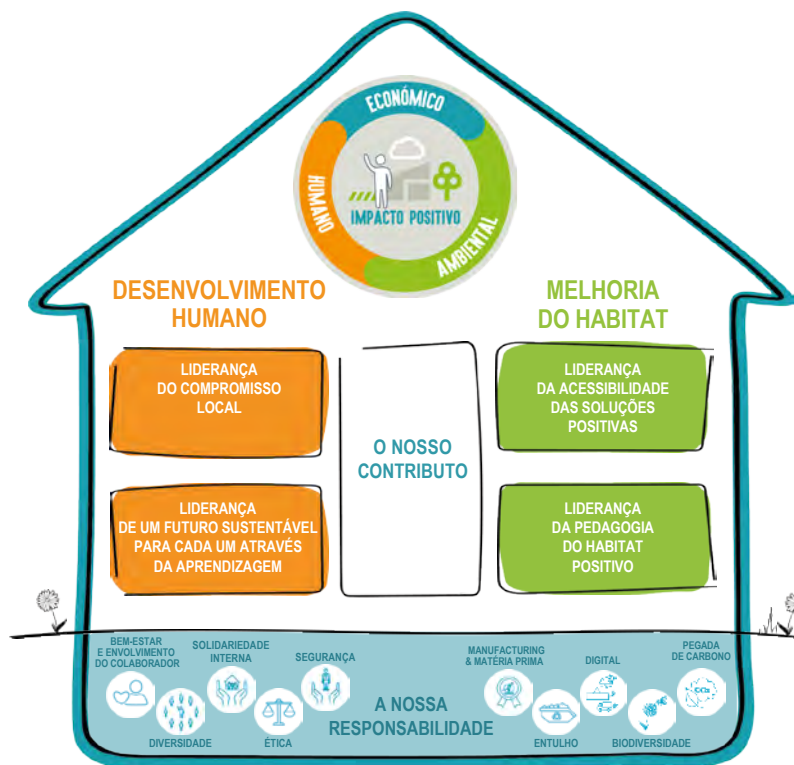 ECONÓMICO
HUMANO
AMBIENTAL
IMPACTO POSITIVO
DESENVOLVIMENTO
HUMANO
MELHORIA
DO HABITAT
LIDERANÇA
DO COMPROMISSO
LOCAL
LIDERANÇA
DA ACESSIBILIDADE
DAS SOLUÇÕES
POSITIVAS
O NOSSO
CONTRIBUTO
LIDERANÇA
DE UM FUTURO SUSTENTÁVEL
PARA CADA UM ATRAVÉS
DA APRENDIZAGEM
LIDERANÇA
DA PEDAGOGIA
DO HABITAT
POSITIVO
BEM-ESTAR
E ENVOLVIMENTO
DO COLABORADOR
SOLIDARIEDADE
INTERNA
SEGURANÇA
DIVERSIDADE
ÉTICA
A NOSSA
RESPONSABILIDADE
MANUFACTURING
& MATÉRIA PRIMA
DIGITAL
PEGADA
DE CARBONO
ENTULHO
BIODIVERSIDADE